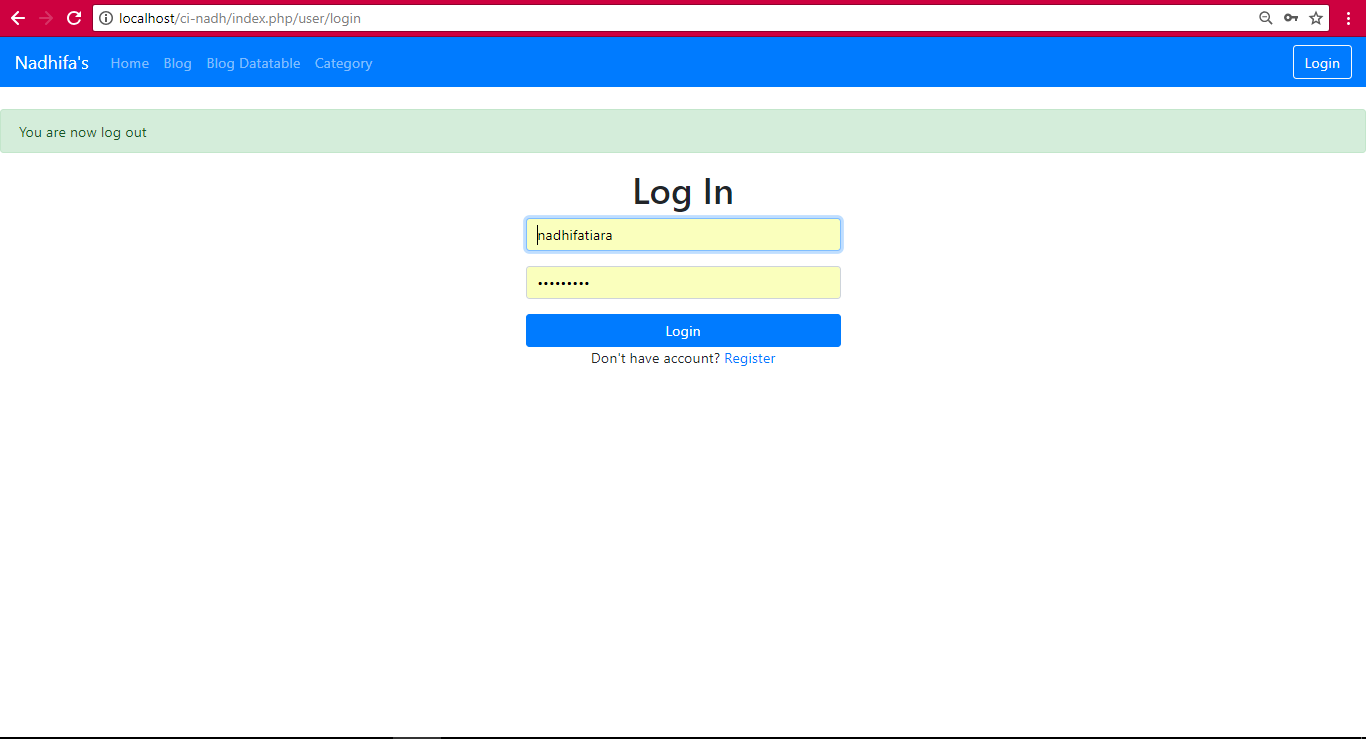 localhost/ci-nadh/index.php/user/login
Nadhifa's Home Blog Blog Datatable Category Login
You are now log out
Log In
nadhifatiara
•••••••••
Login
Don't have account? Register